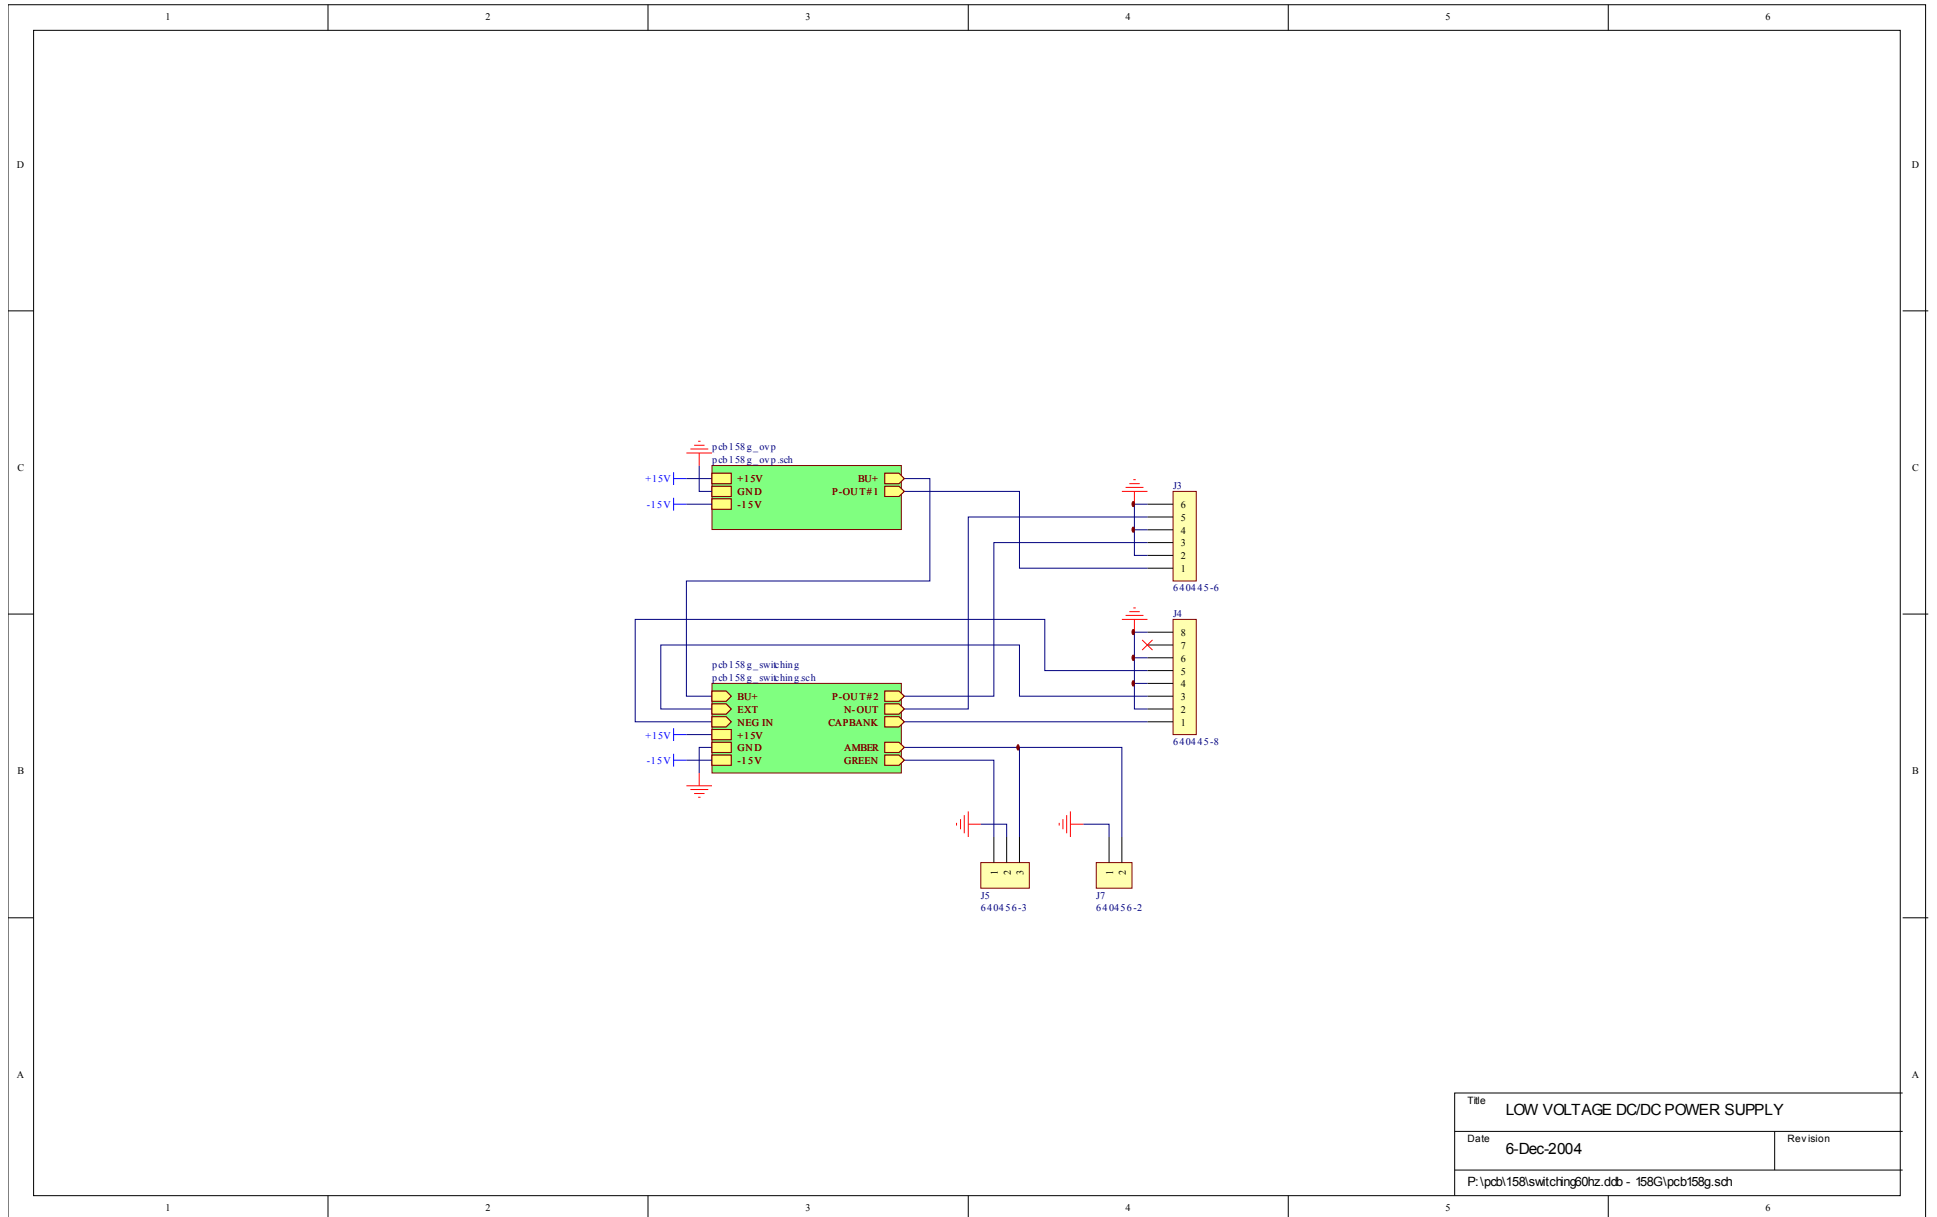 1 2 3 4 5 6
D D
C C
B B
A A
pcb158g_ovp
pcb158g_ovp.sch
+15V
-15V
+15V
GND
-15V
BU+
P-OUT#1
J3
6
5
4
3
2
1
640445-6
J4
8
7
6
5
4
3
2
1
640445-8
pcb158g_switching
pcb158g_switching.sch
+15V
-15V
BU+
EXT
NEG IN
+15V
GND
-15V
P-OUT#2
N-OUT
CAPBANK
AMBER
GREEN
1 2 3
J5
640456-3
1 2
J7
640456-2
Title
LOW VOLTAGE DC/DC POWER SUPPLY
Date
6-Dec-2004
Revision
P:\pcb\158\switching60hz.ddb - 158G\pcb158g.sch
1 2 3 4 5 6